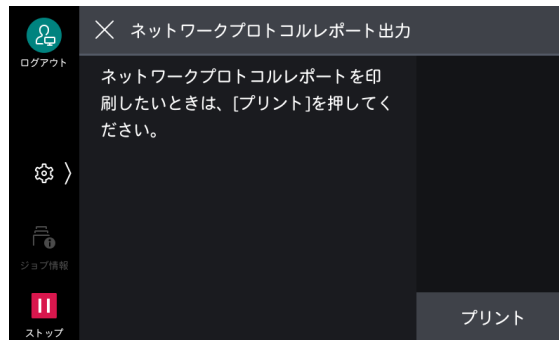 ログアウト
ネットワークプロトコルレポート出力
ネットワークプロトコルレポートを印
刷したいときは、[プリント]を押してく
ださい。
ジョブ情報
ストップ
プリント